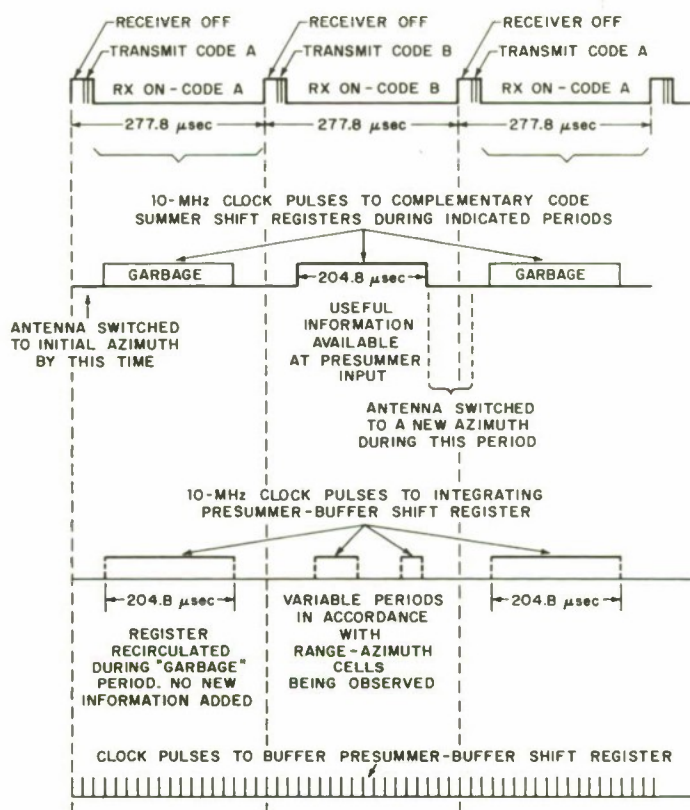 RECEIVER OFF
TRANSMIT CODE A
RECEIVER OFF
TRANSMIT CODE B
RECEIVER OFF
TRANSMIT CODE A
RX ON-CODE A
RX ON-CODE B
RX ON-CODE A
277.8 μsec
277.8 μsec
277.8 μsec
10-MHz CLOCK PULSES TO COMPLEMENTARY CODE
SUMMER SHIFT REGISTERS DURING INDICATED PERIODS
GARBAGE
204.8 μsec
GARBAGE
ANTENNA SWITCHED
TO INITIAL AZIMUTH
BY THIS TIME
USEFUL
INFORMATION
AVAILABLE
AT PRESUMMER
INPUT
ANTENNA SWITCHED
TO A NEW AZIMUTH
DURING THIS PERIOD
10-MHz CLOCK PULSES TO INTEGRATING
PRESUMMER-BUFFER SHIFT REGISTER
204.8 μsec
REGISTER
RECIRCULATED
DURING "GARBAGE"
PERIOD. NO NEW
INFORMATION ADDED
VARIABLE PERIODS
IN ACCORDANCE
WITH
RANGE-AZIMUTH
CELLS
BEING OBSERVED
204.8 μsec
CLOCK PULSES TO BUFFER PRESUMMER-BUFFER SHIFT REGISTER